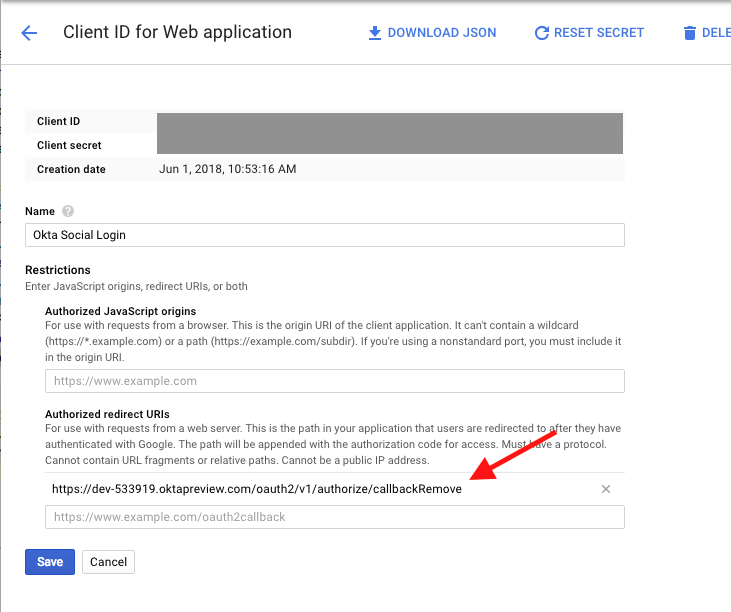 Client ID for Web application
DOWNLOAD JSON
RESET SECRET
DELE
Client ID
Client secret
Creation date Jun 1, 2018, 10:53:16 AM
Name ?
Okta Social Login
Restrictions
Enter JavaScript origins, redirect URIs, or both
Authorized JavaScript origins
For use with requests from a browser. This is the origin URI of the client application. It can't contain a wildcard
(https://*.example.com) or a path (https://example.com/subdir). If you're using a nonstandard port, you must include it
in the origin URI.
https://www.example.com
Authorized redirect URIs
For use with requests from a web server. This is the path in your application that users are redirected to after they have
authenticated with Google. The path will be appended with the authorization code for access. Must have a protocol.
Cannot contain URL fragments or relative paths. Cannot be a public IP address.
https://dev-533919.oktapreview.com/oauth2/v1/authorize/callbackRemove
https://www.example.com/oauth2callback
Save
Cancel